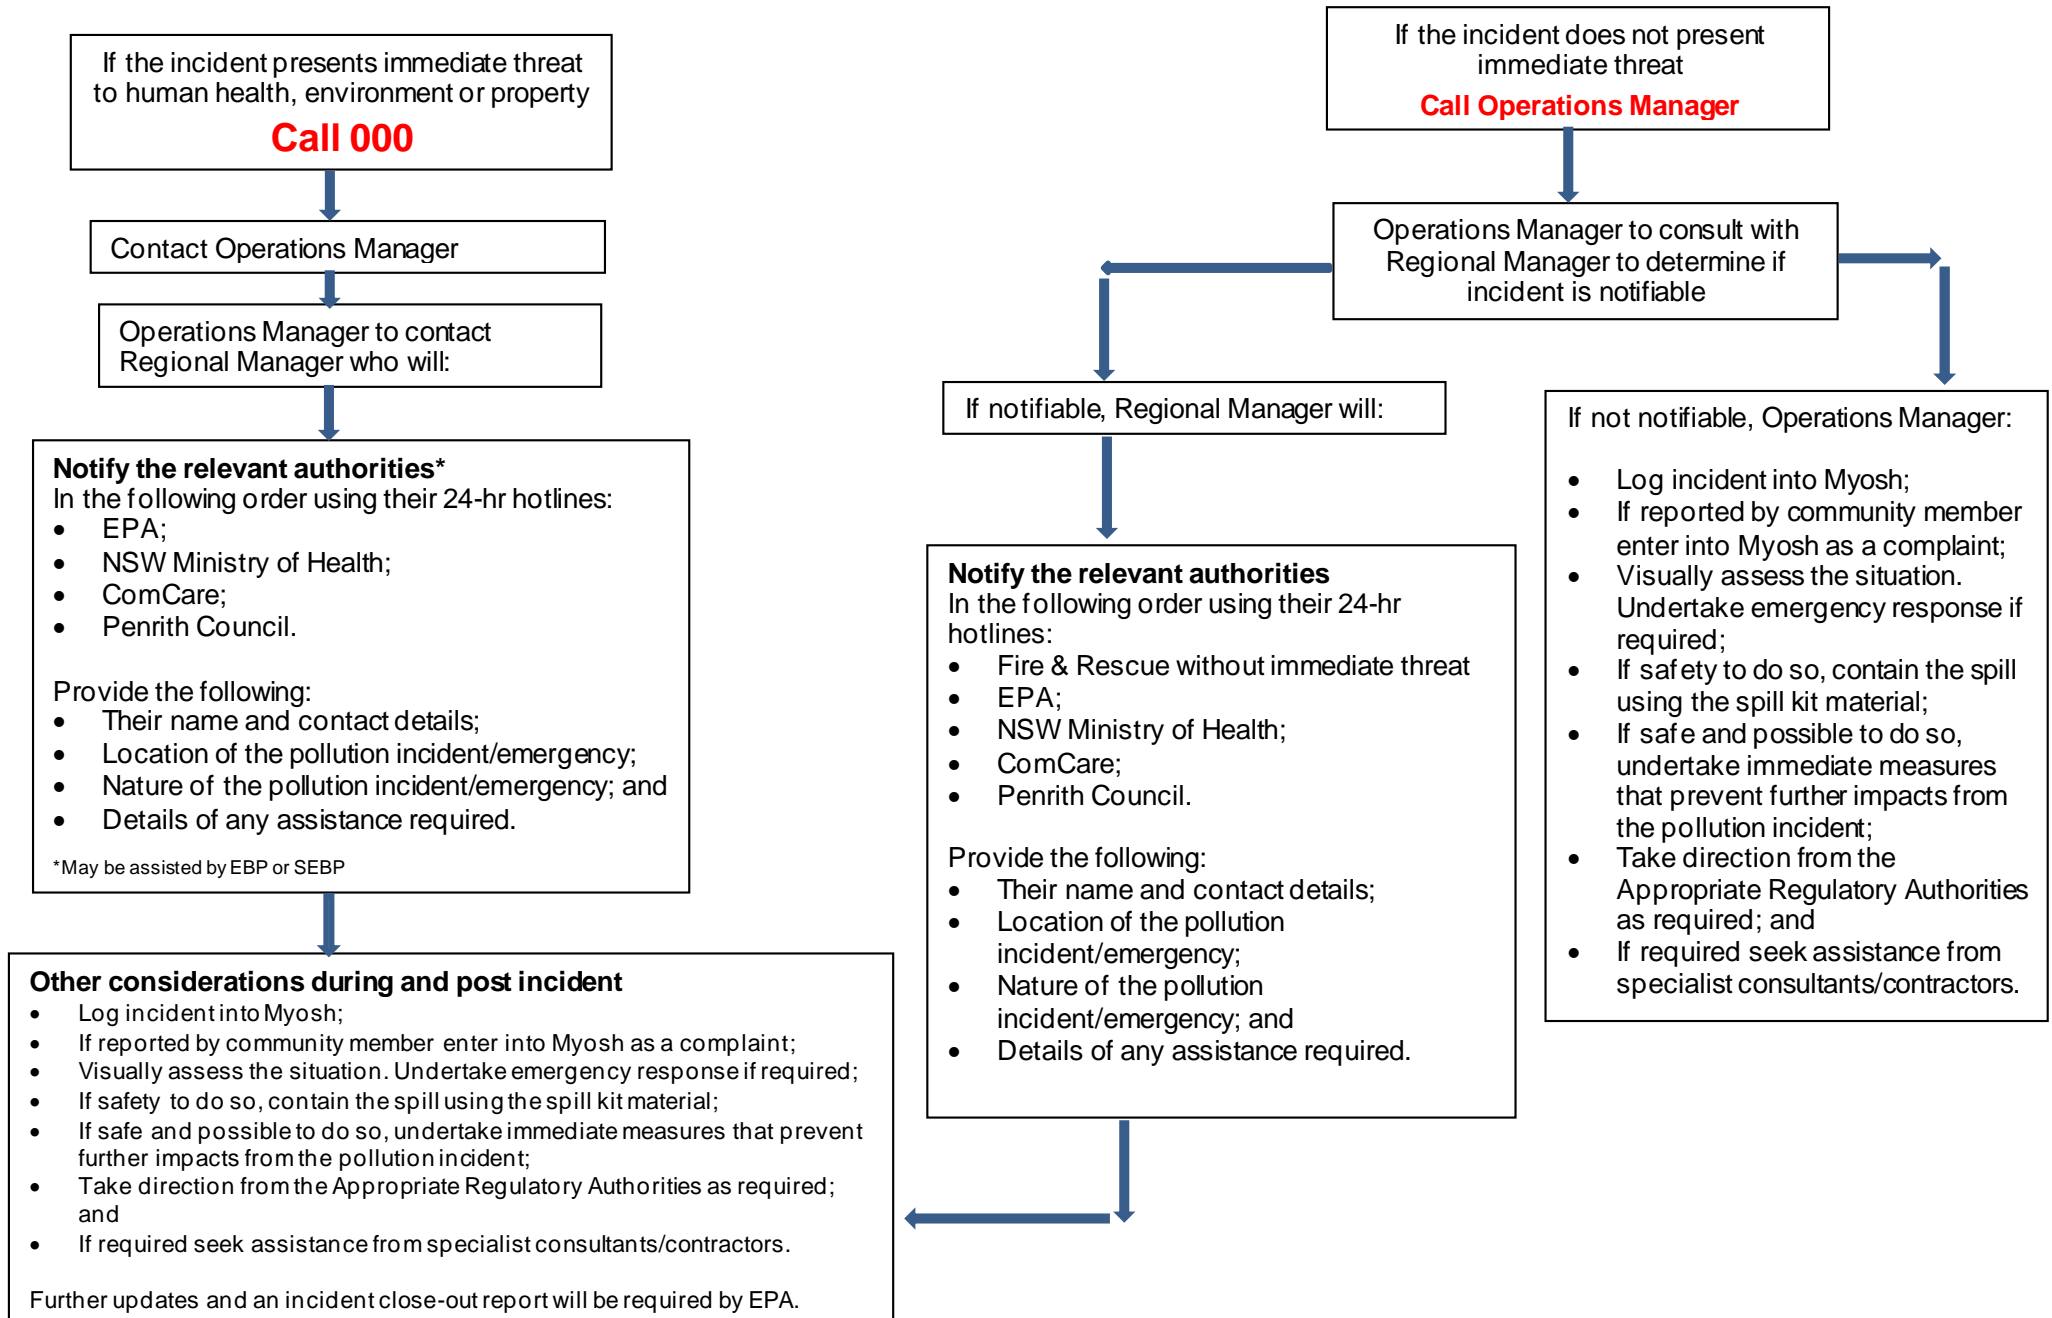 If the incident presents immediate threat
to human health, environment or property
Call 000
Contact Operations Manager
Operations Manager to contact
Regional Manager who will:
Notify the relevant authorities*
In the following order using their 24-hr hotlines:
• EPA;
• NSW Ministry of Health;
• ComCare;
• Penrith Council.
Provide the following:
• Their name and contact details;
• Location of the pollution incident/emergency;
• Nature of the pollution incident/emergency; and
• Details of any assistance required.
*May be assisted by EBP or SEBP
Other considerations during and post incident
• Log incident into Myosh;
• If reported by community member enter into Myosh as a complaint;
• Visually assess the situation. Undertake emergency response if required;
• If safety to do so, contain the spill using the spill kit material;
• If safe and possible to do so, undertake immediate measures that prevent
further impacts from the pollution incident;
• Take direction from the Appropriate Regulatory Authorities as required;
and
• If required seek assistance from specialist consultants/contractors.
Further updates and an incident close-out report will be required by EPA.
If the incident does not present
immediate threat
Call Operations Manager
Operations Manager to consult with
Regional Manager to determine if
incident is notifiable
If notifiable, Regional Manager will:
Notify the relevant authorities
In the following order using their 24-hr
hotlines:
• Fire & Rescue without immediate threat
• EPA;
• NSW Ministry of Health;
• ComCare;
• Penrith Council.
Provide the following:
• Their name and contact details;
• Location of the pollution
incident/emergency;
• Nature of the pollution
incident/emergency; and
• Details of any assistance required.
If not notifiable, Operations Manager:
• Log incident into Myosh;
• If reported by community member
enter into Myosh as a complaint;
• Visually assess the situation.
Undertake emergency response if
required;
• If safety to do so, contain the spill
using the spill kit material;
• If safe and possible to do so,
undertake immediate measures
that prevent further impacts from
the pollution incident;
• Take direction from the
Appropriate Regulatory Authorities
as required; and
• If required seek assistance from
specialist consultants/contractors.